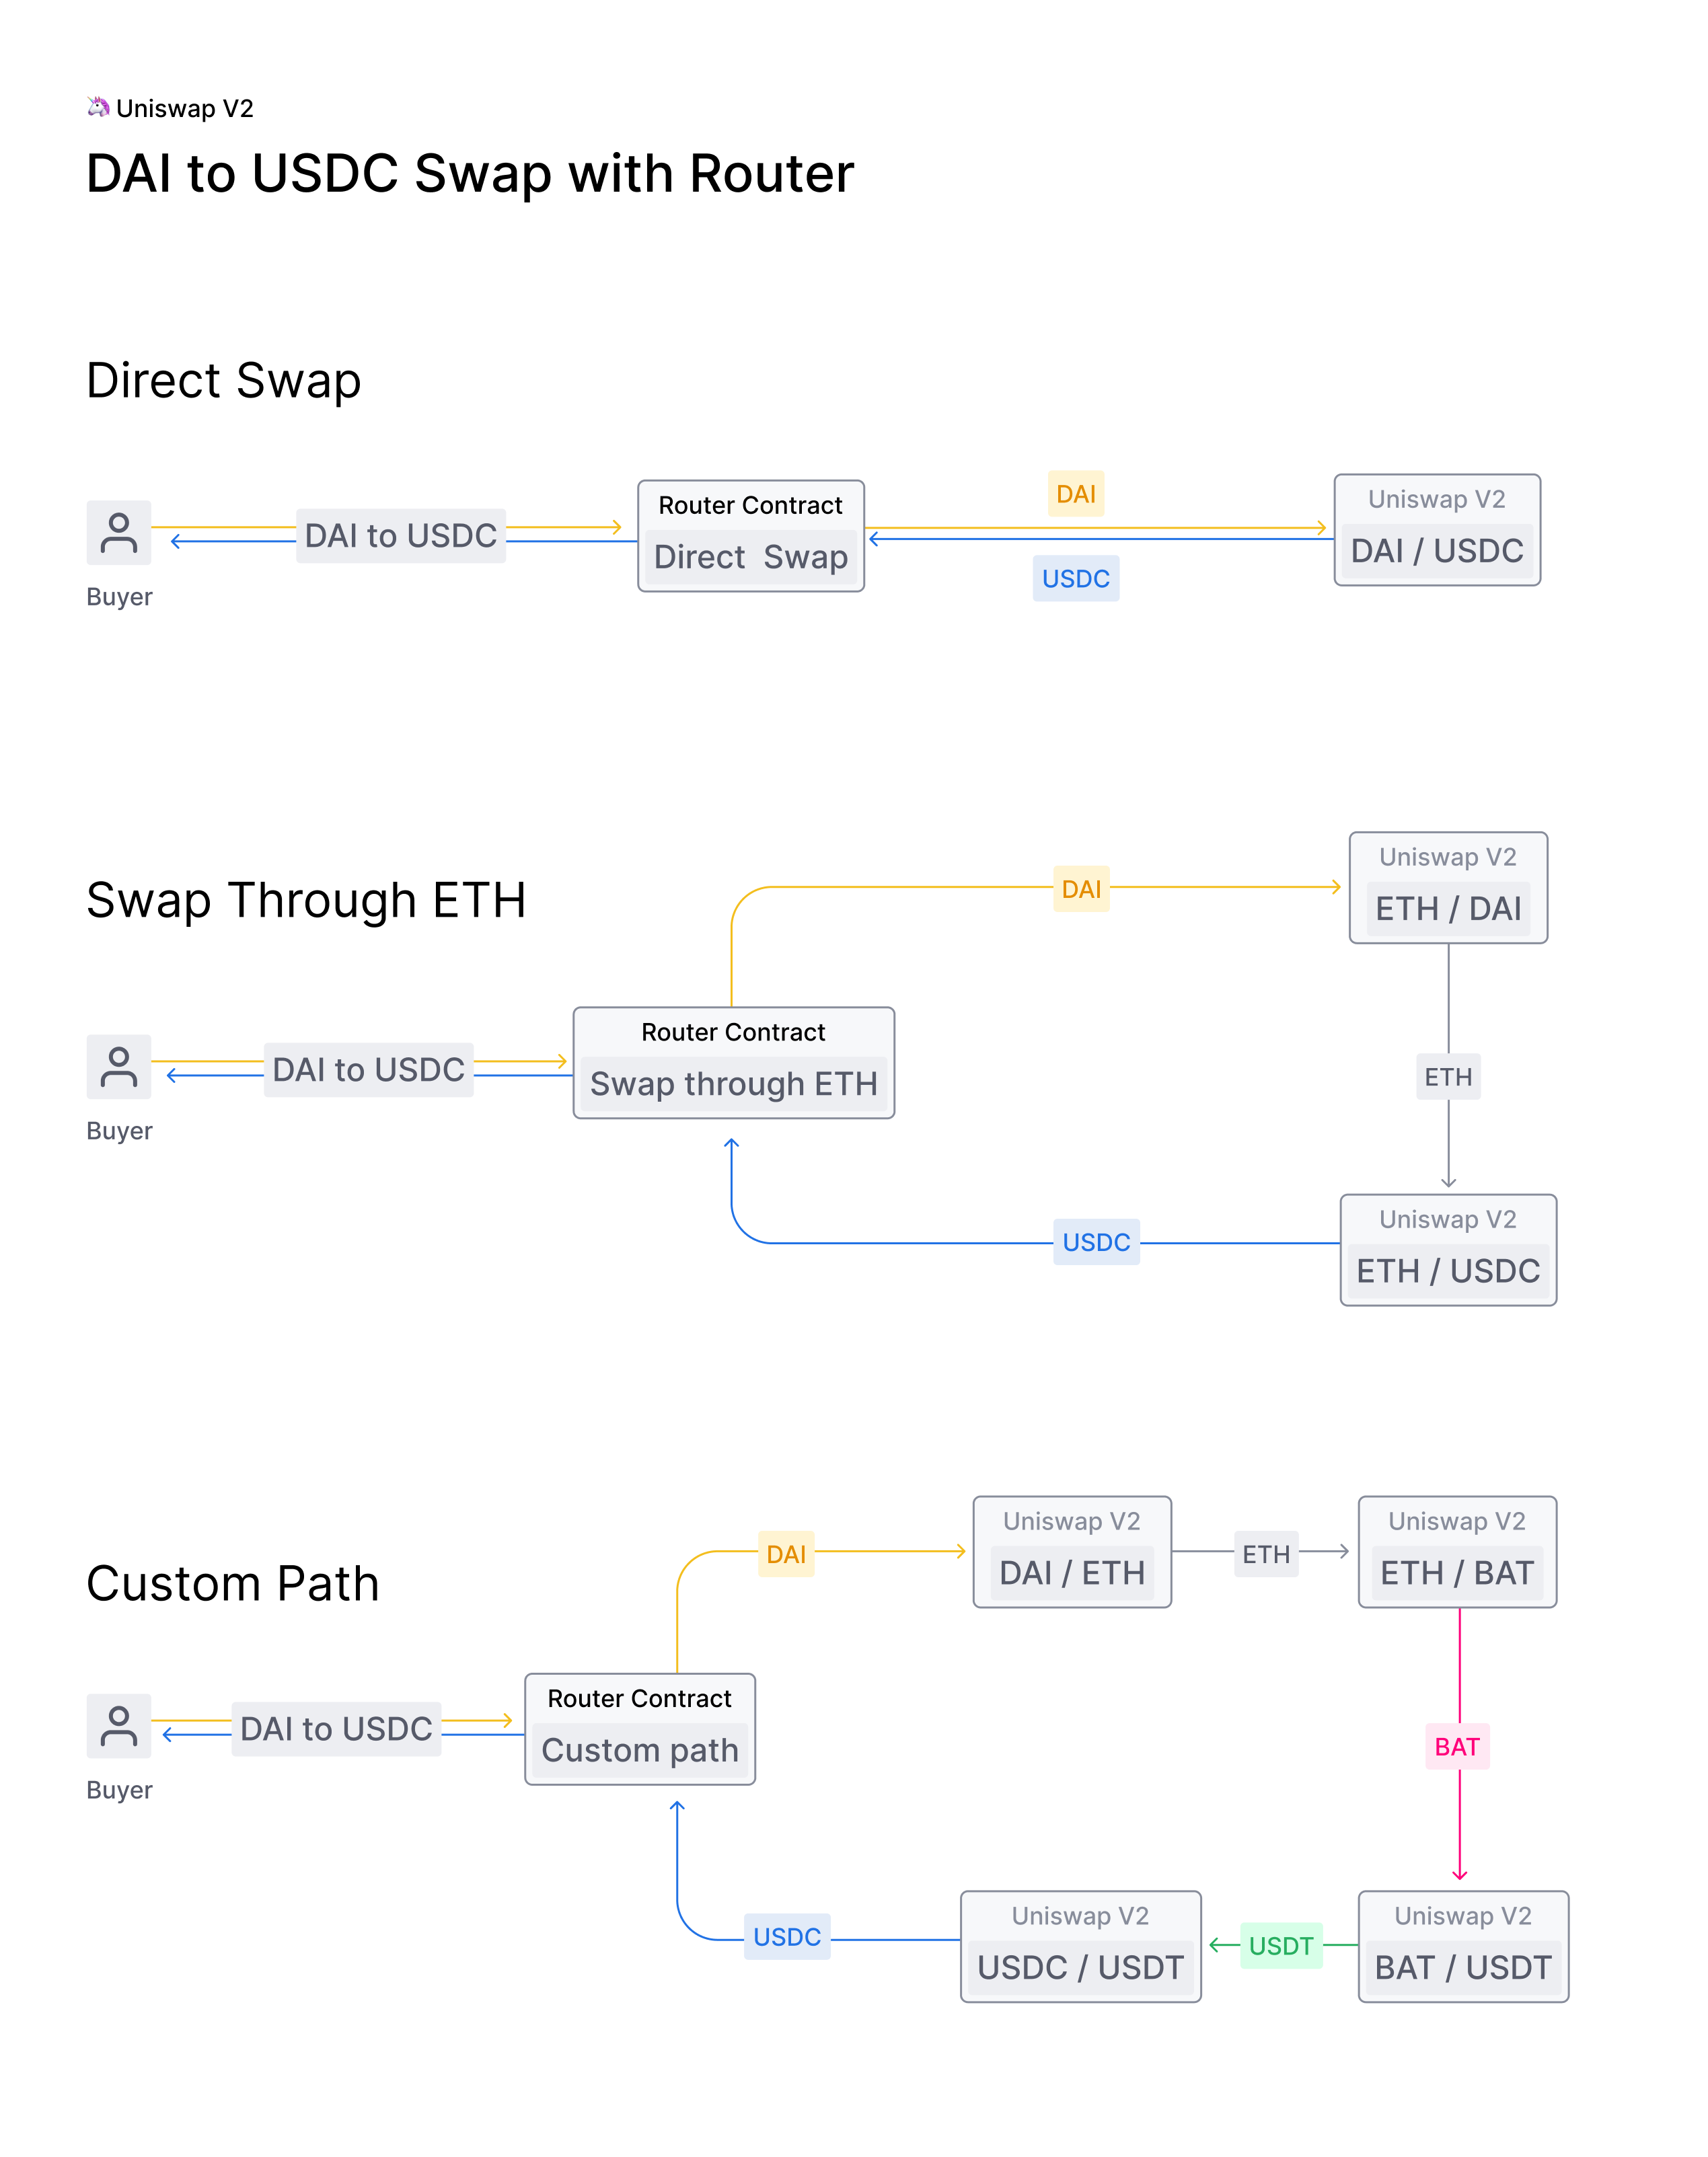 Uniswap V2
DAI to USDC Swap with Router
Direct Swap
Buyer
DAI to USDC
Router Contract
Direct Swap
DAI
USDC
Uniswap V2
DAI / USDC
Swap Through ETH
Buyer
DAI to USDC
Router Contract
Swap through ETH
DAI
Uniswap V2
ETH / DAI
ETH
Uniswap V2
ETH / USDC
USDC
Custom Path
Buyer
DAI to USDC
Router Contract
Custom path
DAI
Uniswap V2
DAI / ETH
ETH
Uniswap V2
ETH / BAT
BAT
Uniswap V2
BAT / USDT
USDT
Uniswap V2
USDC / USDT
USDC